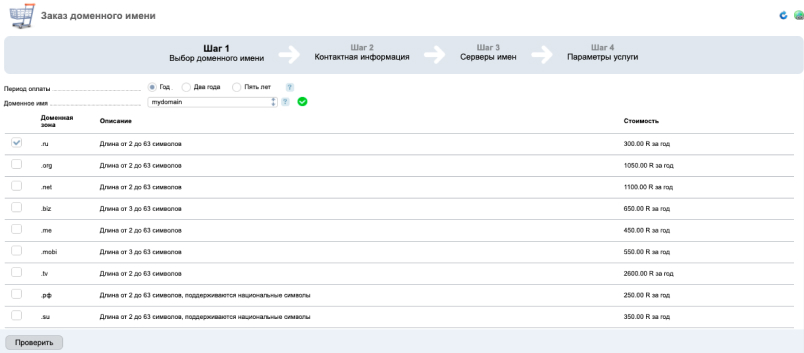 Заказ доменного имени
Шаг 1 Шаг 2 Шаг 3 Шаг 4
Выбор доменного имени Контактная информация Серверы имен Параметры услуги
Период оплаты Год Два года Пять лет ?
Доменное имя mydomain ?
Доменная зона Описание Стоимость
.ru Длина от 2 до 63 символов 300.00 R за год
.org Длина от 2 до 63 символов 1050.00 R за год
.net Длина от 2 до 63 символов 1100.00 R за год
.biz Длина от 3 до 63 символов 650.00 R за год
.me Длина от 2 до 63 символов 450.00 R за год
.mobi Длина от 3 до 63 символов 550.00 R за год
.tv Длина от 2 до 63 символов 2600.00 R за год
.рф Длина от 2 до 63 символов, поддерживаются национальные символы 250.00 R за год
.su Длина от 2 до 63 символов, поддерживаются национальные символы 350.00 R за год
Проверить